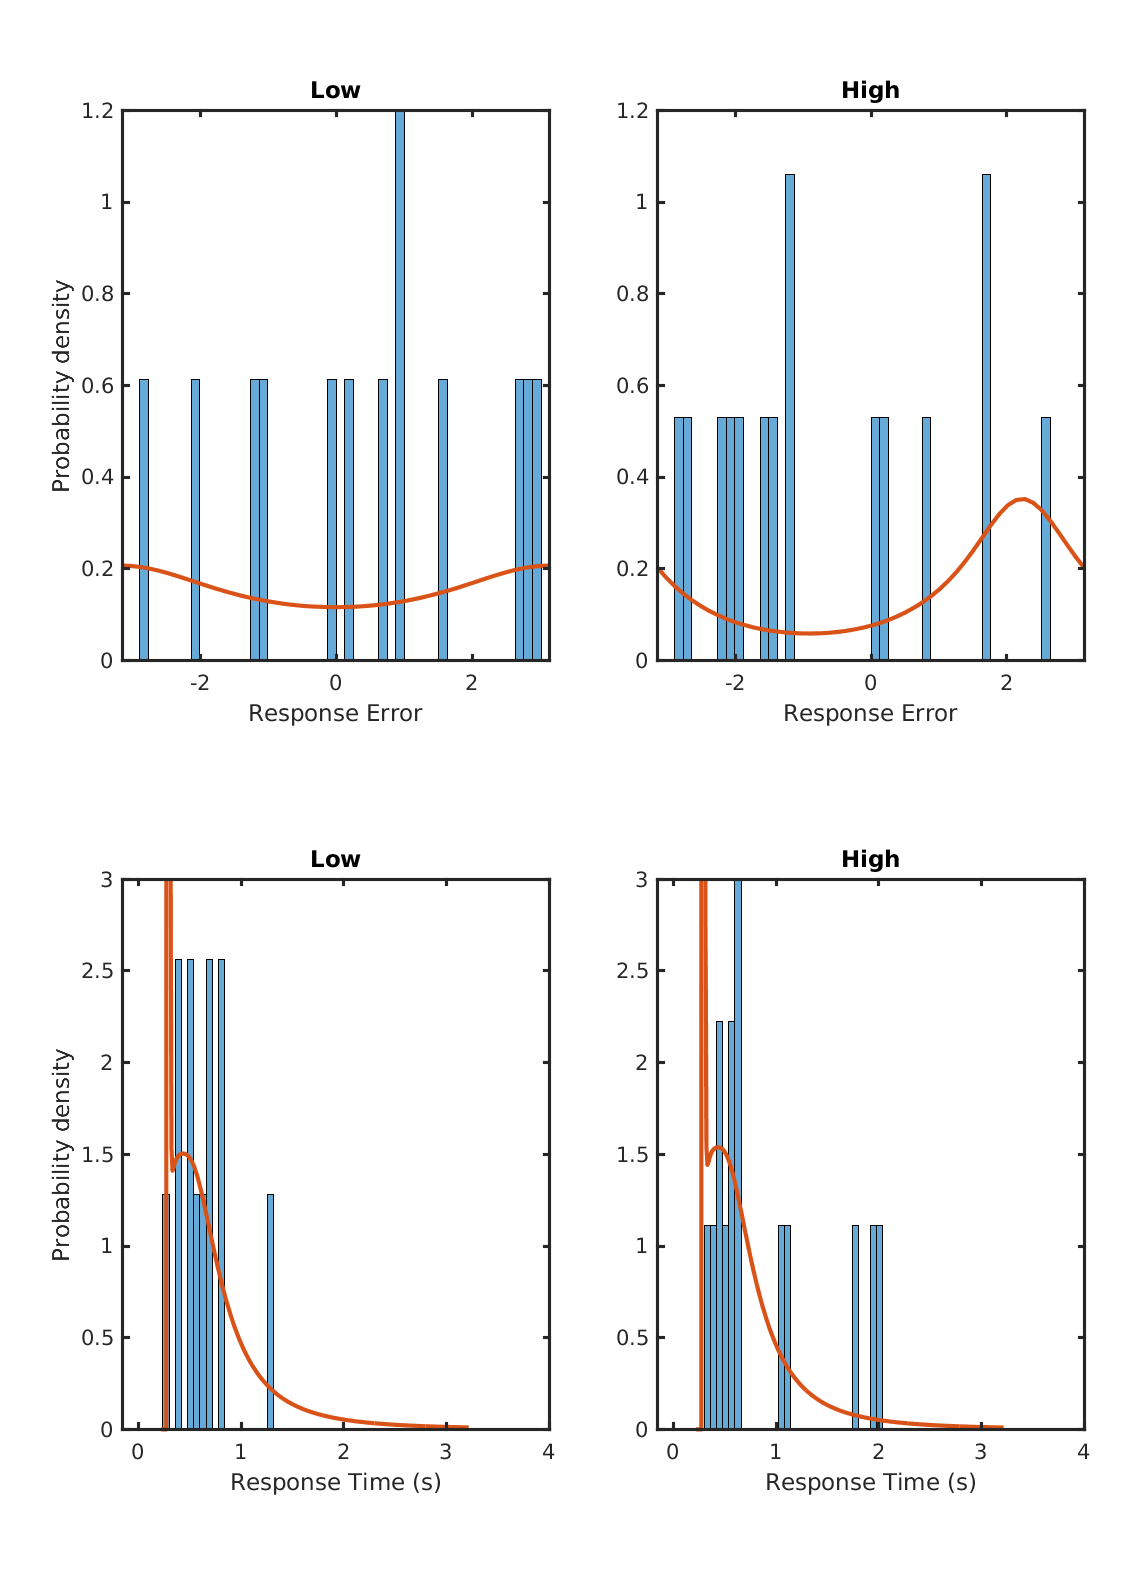 Low High
1.2 1.2
1 1
0.8 0.8
0.6 0.6
0.4 0.4
0.2 0.2
0 0
Probability density
-2 0 2 -2 0 2
Response Error Response Error
Low High
3 3
2.5 2.5
2 2
1.5 1.5
1 1
0.5 0.5
0 0
Probability density
0 1 2 3 4 0 1 2 3 4
Response Time (s) Response Time (s)